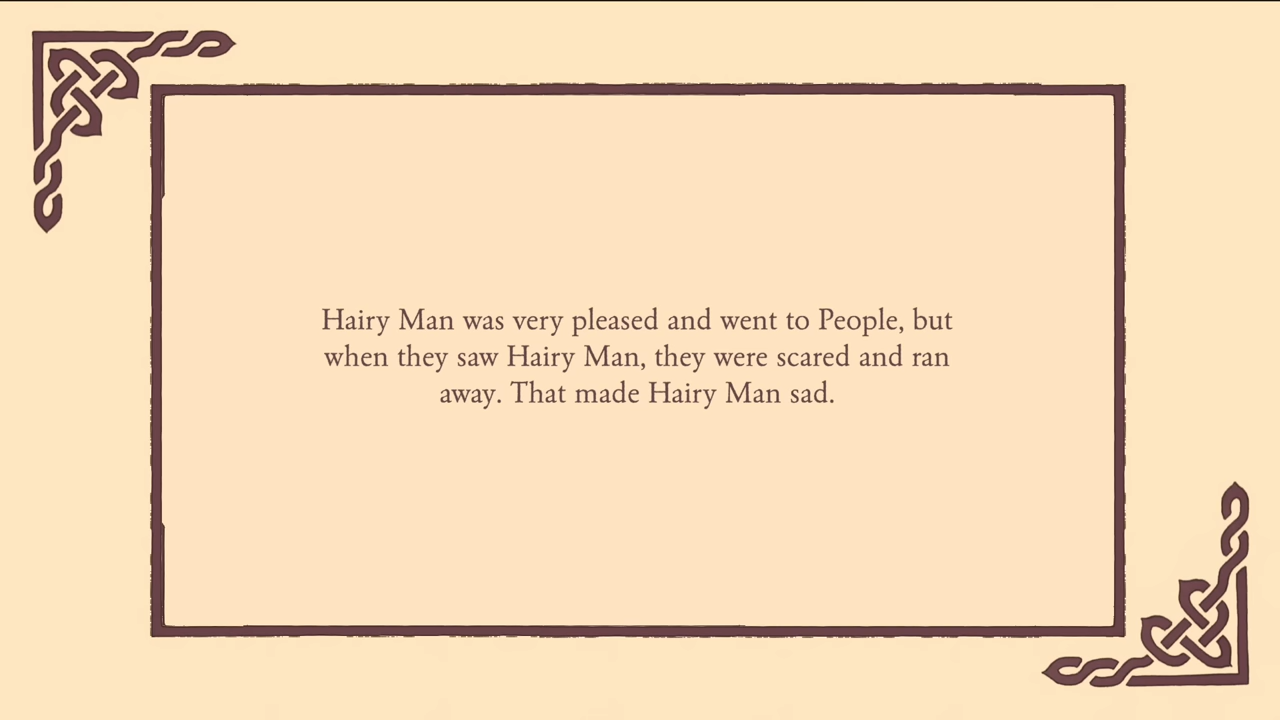 Hairy Man was very pleased and went to People, but
when they saw Hairy Man, they were scared and ran
away. That made Hairy Man sad.